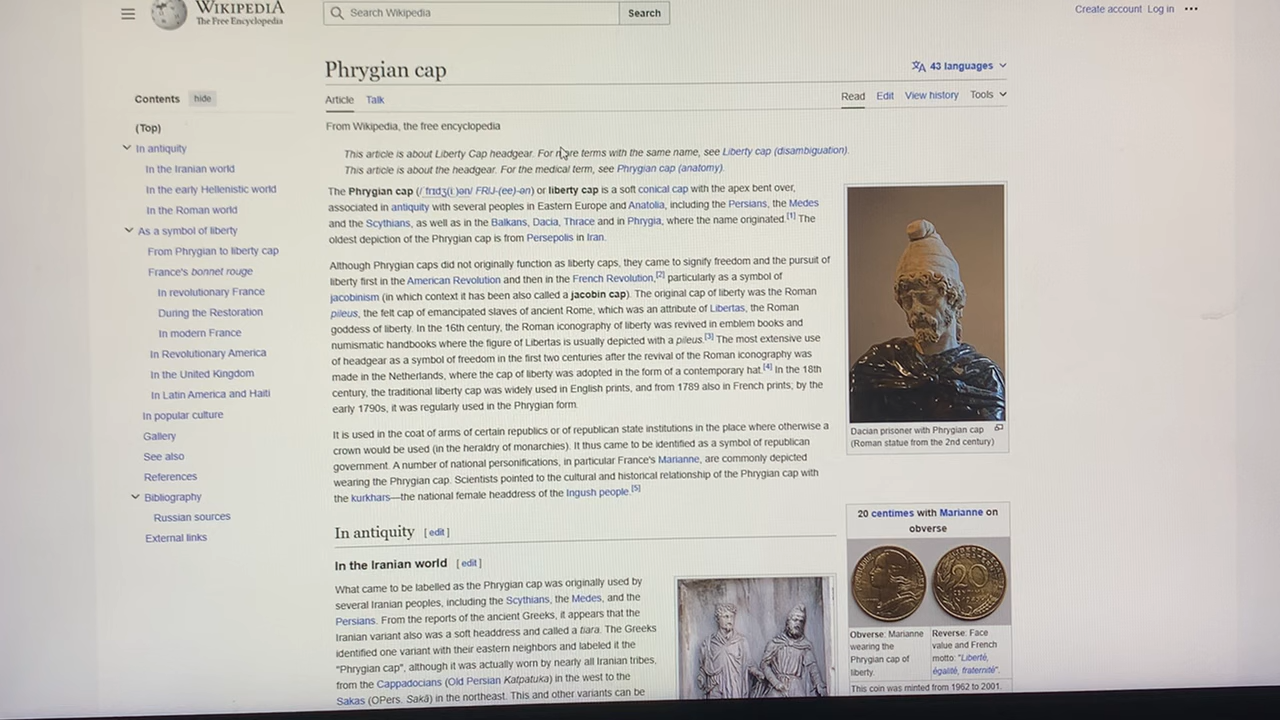 WIKIPEDIA
The Free Encyclopedia
Search Wikipedia
Search
Create account Log in
Phrygian cap
43 languages
Article Talk
Read Edit View history Tools
From Wikipedia, the free encyclopedia
Contents hide
(Top)
In antiquity
In the Iranian world
In the early Hellenistic world
In the Roman world
As a symbol of liberty
From Phrygian to liberty cap
France's bonnet rouge
In revolutionary France
During the Restoration
In modern France
In Revolutionary America
In the United Kingdom
In Latin America and Haiti
In popular culture
Gallery
See also
References
Bibliography
Russian sources
External links
This article is about Liberty Cap headgear. For more terms with the same name, see Liberty cap (disambiguation).
This article is about the headgear. For the medical term, see Phrygian cap (anatomy).
The Phrygian cap (/ˈfrɪdʒ(iː)ən/ FRIJ-(ee)-ən) or liberty cap is a soft conical cap with the apex bent over,
associated in antiquity with several peoples in Eastern Europe and Anatolia, including the Persians, the Medes
and the Scythians, as well as in the Balkans, Dacia, Thrace and in Phrygia, where the name originated.[1] The
oldest depiction of the Phrygian cap is from Persepolis in Iran.
Although Phrygian caps did not originally function as liberty caps, they came to signify freedom and the pursuit of
liberty first in the American Revolution and then in the French Revolution,[2] particularly as a symbol of
jacobinism (in which context it has been also called a jacobin cap). The original cap of liberty was the Roman
pileus, the felt cap of emancipated slaves of ancient Rome, which was an attribute of Libertas, the Roman
goddess of liberty. In the 16th century, the Roman iconography of liberty was revived in emblem books and
numismatic handbooks where the figure of Libertas is usually depicted with a pileus.[3] The most extensive use
of headgear as a symbol of freedom in the first two centuries after the revival of the Roman iconography was
made in the Netherlands, where the cap of liberty was adopted in the form of a contemporary hat.[4] In the 18th
century, the traditional liberty cap was widely used in English prints, and from 1789 also in French prints; by the
early 1790s, it was regularly used in the Phrygian form.
It is used in the coat of arms of certain republics or of republican state institutions in the place where otherwise a
crown would be used (in the heraldry of monarchies). It thus came to be identified as a symbol of republican
government. A number of national personifications, in particular France's Marianne, are commonly depicted
wearing the Phrygian cap. Scientists pointed to the cultural and historical relationship of the Phrygian cap with
the kurkhars—the national female headdress of the Ingush people.[5]
In antiquity [edit]
In the Iranian world [edit]
What came to be labelled as the Phrygian cap was originally used by
several Iranian peoples, including the Scythians, the Medes, and the
Persians. From the reports of the ancient Greeks, it appears that the
Iranian variant also was a soft headdress and called a tiara. The Greeks
identified one variant with their eastern neighbors and labeled it the
"Phrygian cap", although it was actually worn by nearly all Iranian tribes,
from the Cappadocians (Old Persian Katpatuka) in the west to the
Sakas (OPers. Sakā) in the northeast. This and other variants can be
Dacian prisoner with Phrygian cap
(Roman statue from the 2nd century)
20 centimes with Marianne on
obverse
20
Obverse: Marianne
wearing the
Phrygian cap of
liberty.
Reverse: Face
value and French
motto: "Liberté,
égalité, fraternité".
This coin was minted from 1962 to 2001.